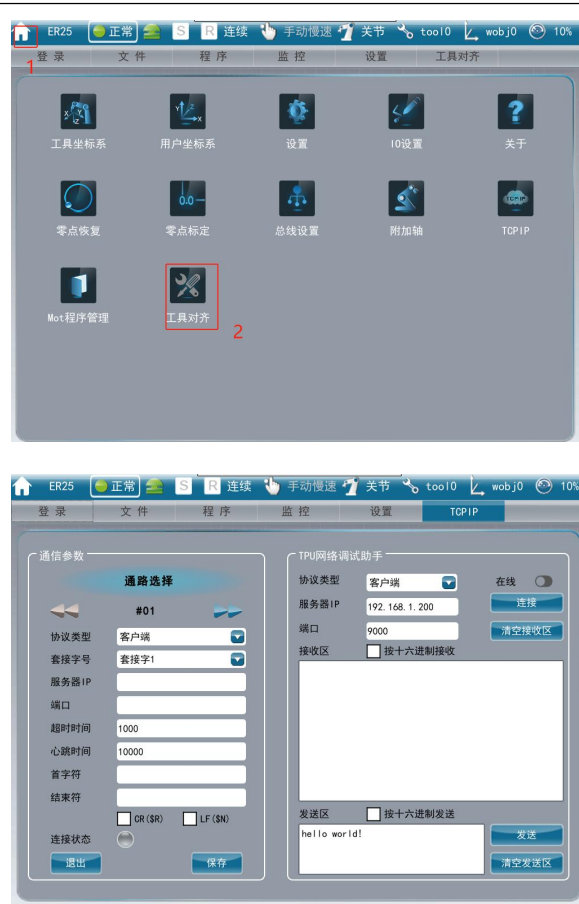 ER25 正常 S R 连续 手动慢速 关节 tool0 wobj0 10%
1
登录 文件 程序 监控 设置 工具对齐
工具坐标系 用户坐标系 设置 IO设置 关于
0.0
TCPIP
零点恢复 零点标定 总线设置 附加轴 TCPIP
Mot程序管理 工具对齐
2
ER25 正常 S R 连续 手动慢速 关节 tool0 wobj0 10%
登录 文件 程序 监控 设置 TCPIP
通信参数
通路选择
#01
协议类型 客户端
套接字号 套接字1
服务器IP
端口
超时时间 1000
心跳时间 10000
首字符
结束符
CR($R) LF($N)
连接状态
退出 保存
TPU网络调试助手
协议类型 客户端 在线
服务器IP 192.168.1.200 连接
端口 9000 清空接收区
接收区 按十六进制接收
发送区 按十六进制发送
hello world! 发送
清空发送区